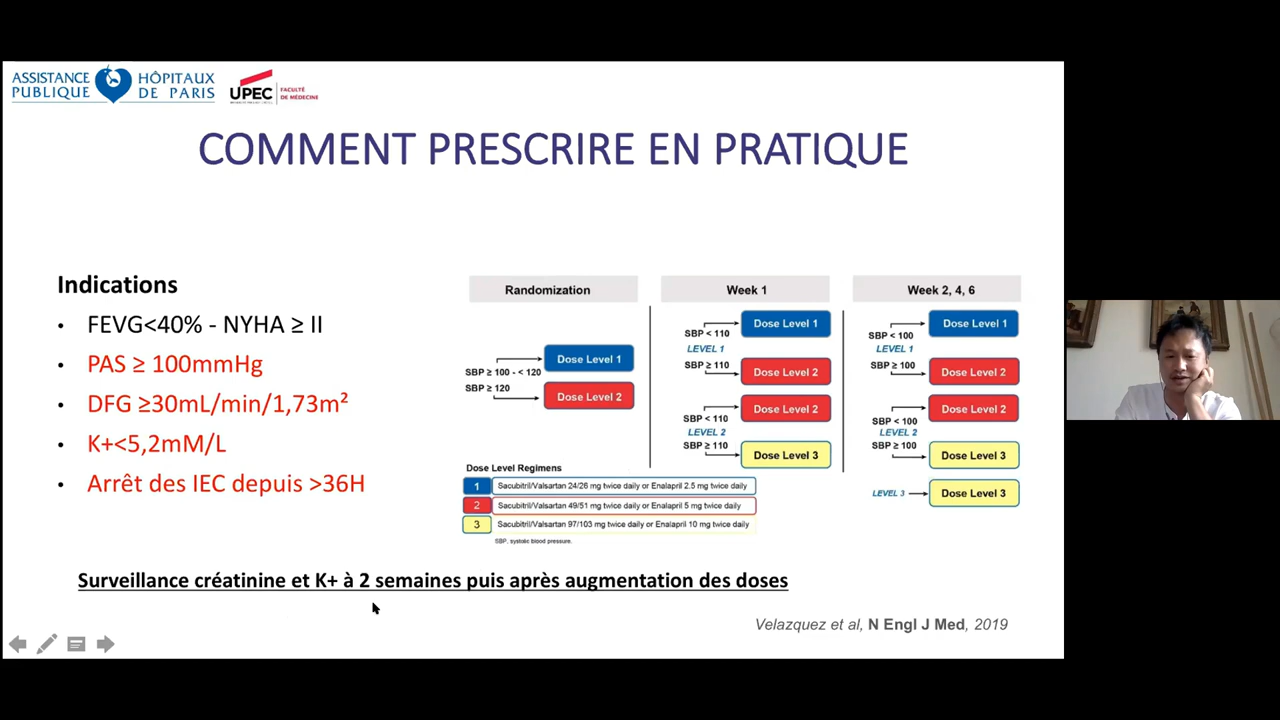 ASSISTANCE PUBLIQUE
HÔPITAUX DE PARIS
UPEC
FACULTÉ DE MÉDECINE
COMMENT PRESCRIRE EN PRATIQUE
Indications
• FEVG<40% - NYHA ≥ II
• PAS ≥ 100mmHg
• DFG ≥30mL/min/1,73m²
• K+<5,2mM/L
• Arrêt des IEC depuis >36H
Randomization
SBP ≥ 100 - < 120
Dose Level 1
SBP ≥ 120
Dose Level 2
Week 1
SBP < 110
Dose Level 1
LEVEL 1
SBP ≥ 110
Dose Level 2
SBP < 110
Dose Level 2
LEVEL 2
SBP ≥ 110
Dose Level 3
Week 2, 4, 6
SBP < 100
Dose Level 1
LEVEL 1
SBP ≥ 100
Dose Level 2
SBP < 100
Dose Level 2
LEVEL 2
SBP ≥ 100
Dose Level 3
LEVEL 3
Dose Level 3
Dose Level Regimens
1 Sacubitril/Valsartan 24/26 mg twice daily or Enalapril 2.5 mg twice daily
2 Sacubitril/Valsartan 49/51 mg twice daily or Enalapril 5 mg twice daily
3 Sacubitril/Valsartan 97/103 mg twice daily or Enalapril 10 mg twice daily
SBP, systolic blood pressure.
Surveillance créatinine et K+ à 2 semaines puis après augmentation des doses
Velazquez et al, N Engl J Med, 2019